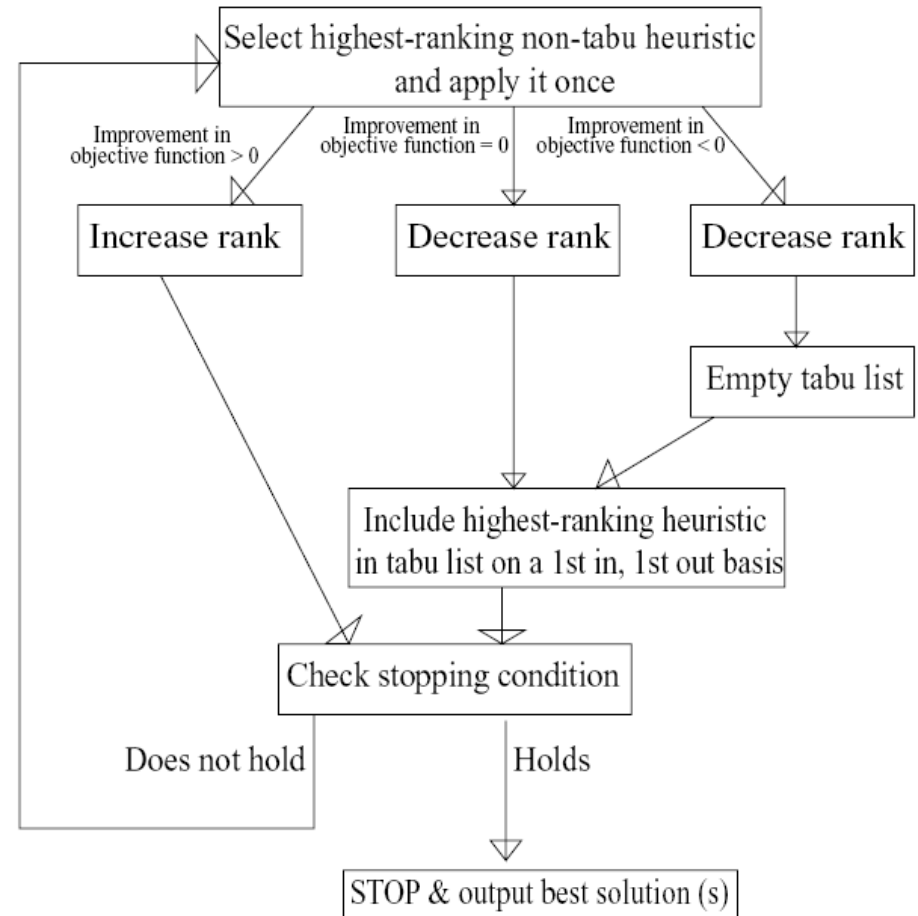 Select highest-ranking non-tabu heuristic
and apply it once
Improvement in
objective function > 0
Improvement in
objective function = 0
Improvement in
objective function < 0
Increase rank
Decrease rank
Decrease rank
Empty tabu list
Include highest-ranking heuristic
in tabu list on a 1st in, 1st out basis
Check stopping condition
Does not hold
Holds
STOP & output best solution (s)